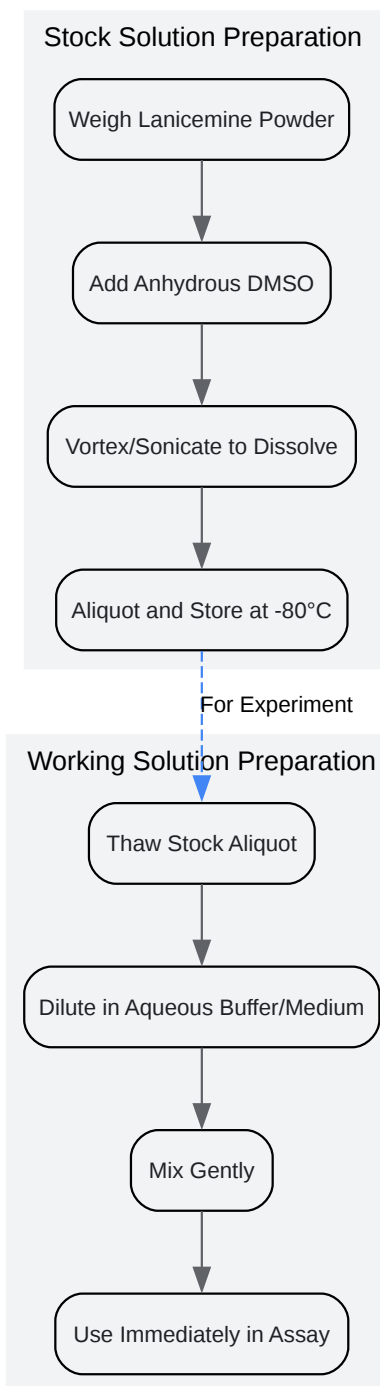 Stock Solution Preparation
Weigh Lanicemine Powder
Add Anhydrous DMSO
Vortex/Sonicate to Dissolve
Aliquot and Store at -80°C
For Experiment
Working Solution Preparation
Thaw Stock Aliquot
Dilute in Aqueous Buffer/Medium
Mix Gently
Use Immediately in Assay